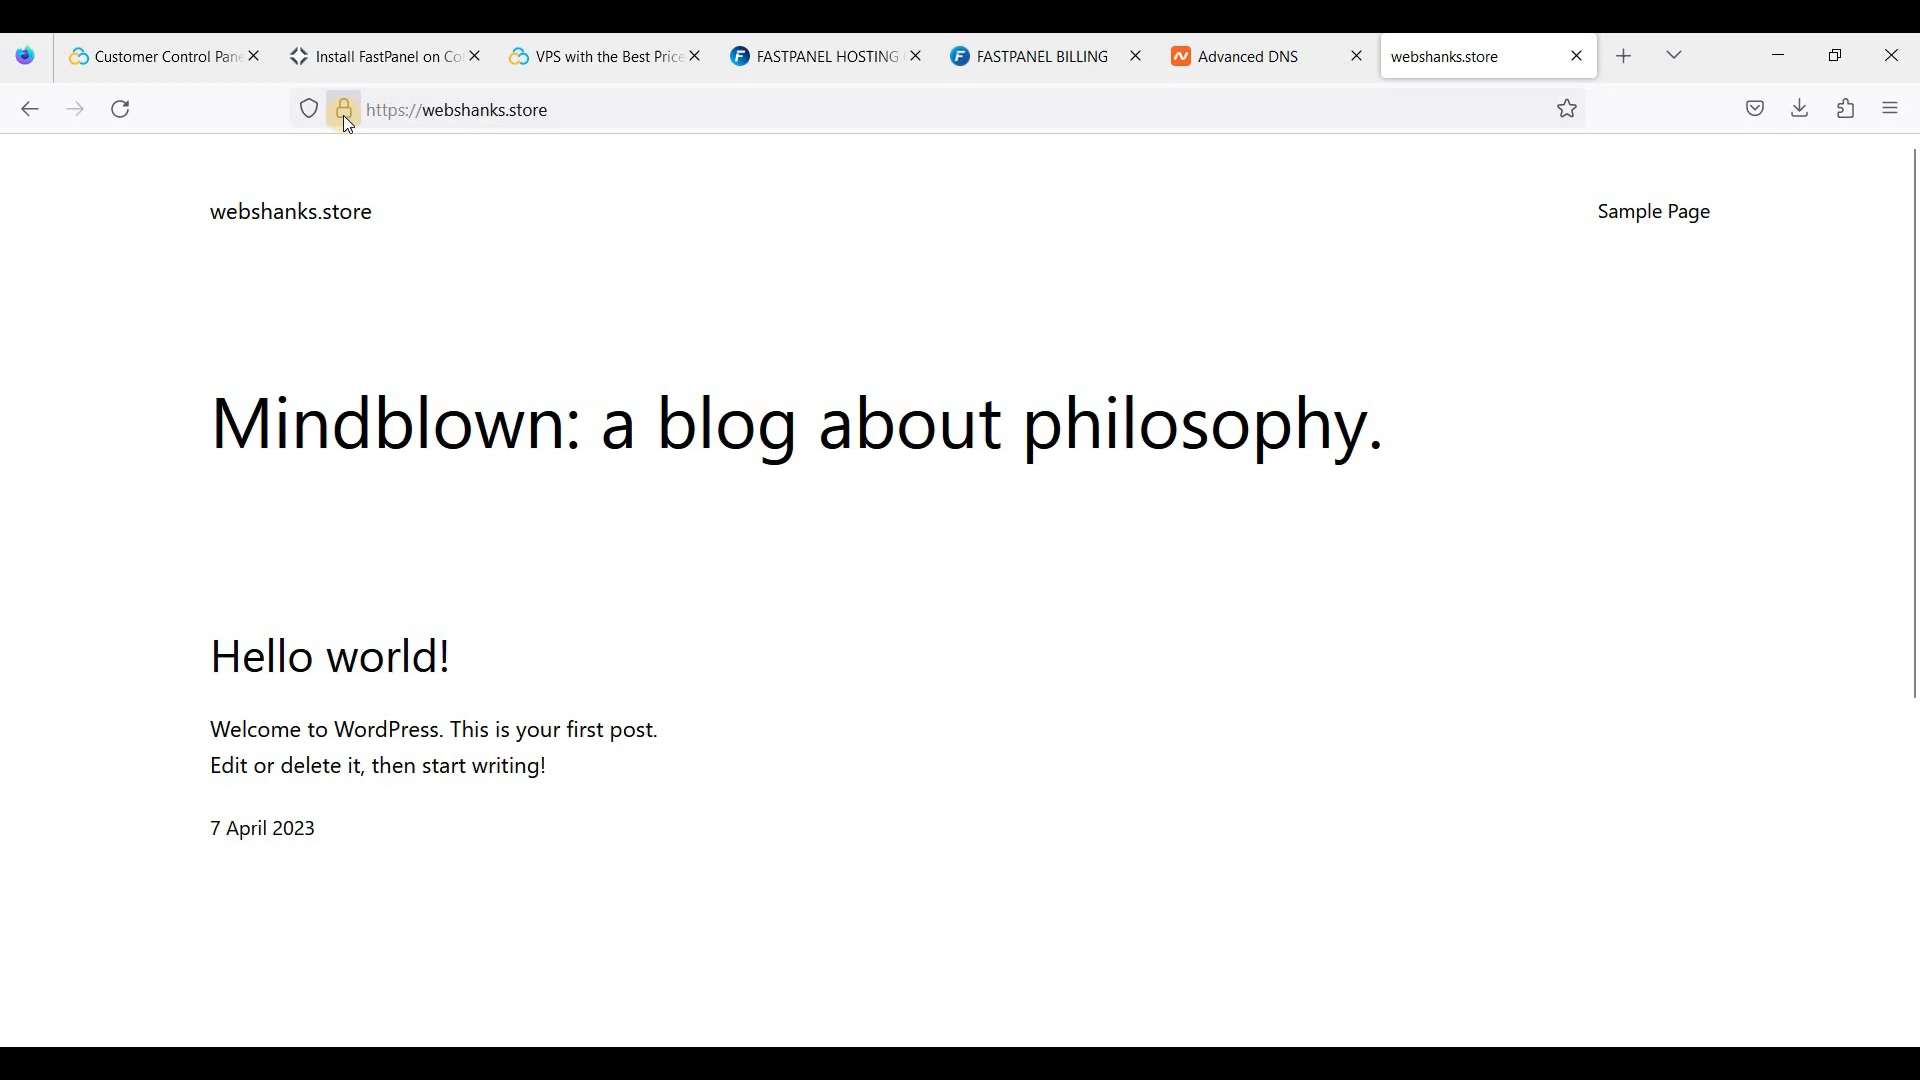 Customer Control Pane
Install FastPanel on Co
VPS with the Best Price
FASTPANEL HOSTING
FASTPANEL BILLING
Advanced DNS
webshanks.store
https://webshanks.store
webshanks.store
Sample Page
Mindblown: a blog about philosophy.
Hello world!
Welcome to WordPress. This is your first post.
Edit or delete it, then start writing!
7 April 2023